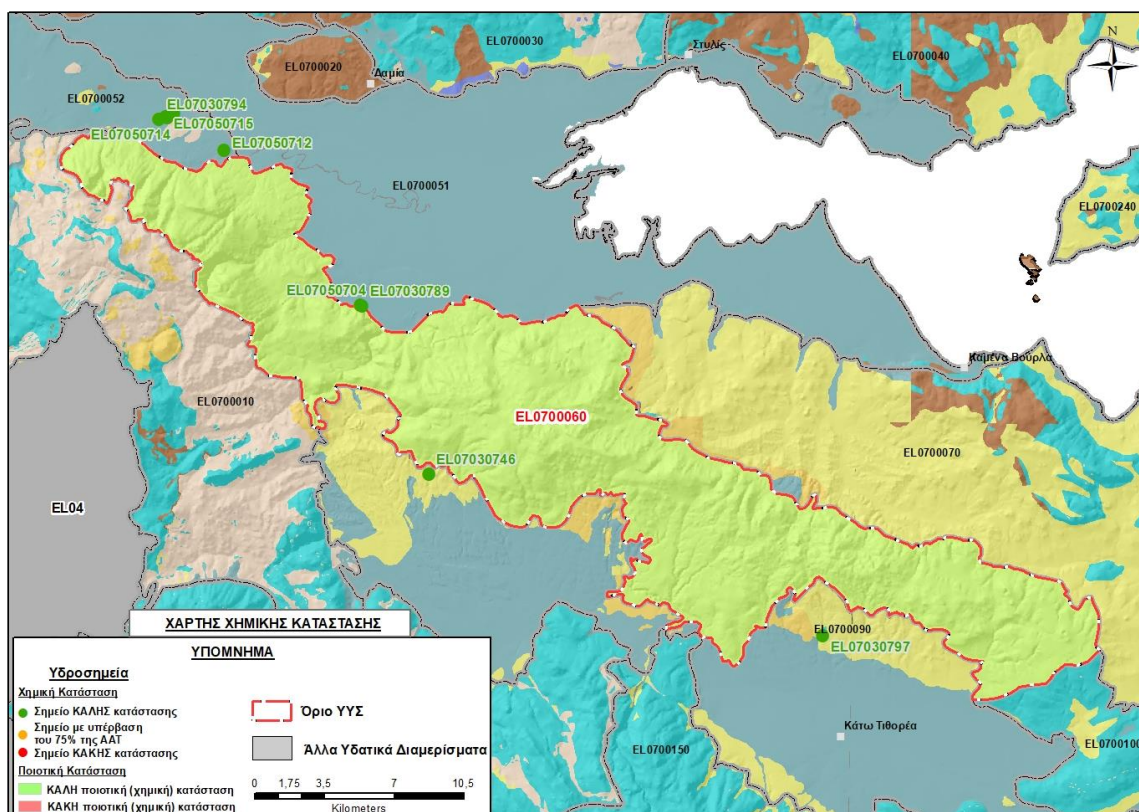 EL0700030
Στυλίς
N
EL0700020
EL0700040
Δαμία
EL0700052
EL07030794
EL07050715
EL07050714
EL07050712
EL0700051
EL0700240
EL07050704
EL07030789
Καμένα Βούρλα
EL0700010
EL0700060
EL0700070
EL07030746
EL04
EL0700090
EL07030797
Κάτω Τιθορέα
EL0700150
EL0700100
ΧΑΡΤΗΣ ΧΗΜΙΚΗΣ ΚΑΤΑΣΤΑΣΗΣ
ΥΠΟΜΝΗΜΑ
Υδροσημεία
Χημική Κατάσταση
Σημείο ΚΑΛΗΣ κατάστασης
Σημείο με υπέρβαση
του 75% της ΑΑΤ
Σημείο ΚΑΚΗΣ κατάστασης
Ποιοτική Κατάσταση
ΚΑΛΗ ποιοτική (χημική) κατάσταση
ΚΑΚΗ ποιοτική (χημική) κατάσταση
Όριο ΥΥΣ
Άλλα Υδατικά Διαμερίσματα
0 1,75 3,5 7 10,5
Kilometers